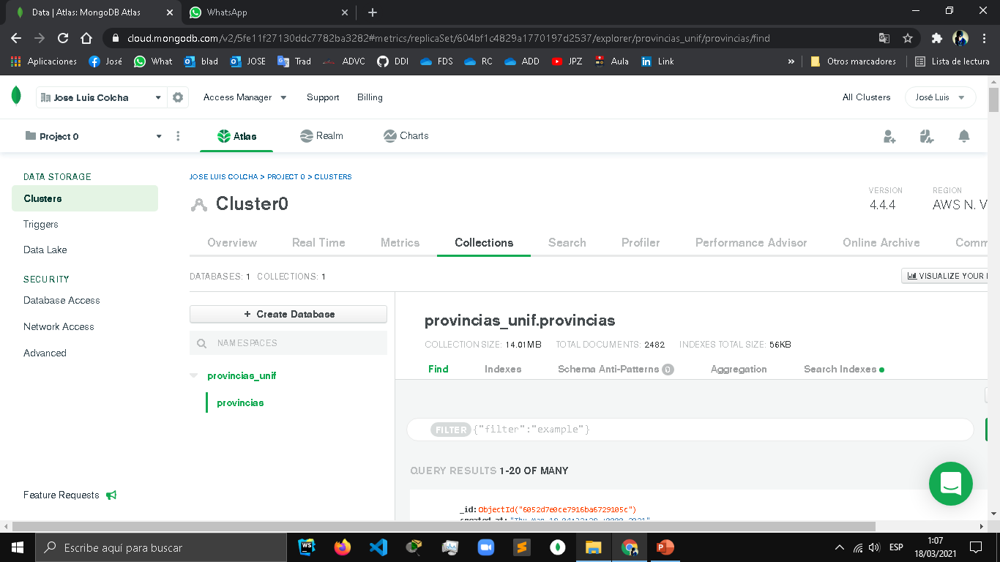 Data | Atlas: MongoDB Atlas
WhatsApp
cloud.mongodb.com/v2/5fe11f27130ddc7782ba3282#metrics/replicaSet/604bf1c4829a1770197d2537/explorer/provincias_unif/provincias/find
Aplicaciones José What blad JOSE Trad ADVC DDI FDS RC ADD JPZ Aula Link » Otros marcadores Lista de lectura
Jose Luis Colcha Access Manager Support Billing All Clusters José Luis
Project 0 Atlas Realm Charts
DATA STORAGE
Clusters
Triggers
Data Lake
SECURITY
Database Access
Network Access
Advanced
Feature Requests
JOSE LUIS COLCHA > PROJECT 0 > CLUSTERS
Cluster0
VERSION
4.4.4
REGION
AWS N. V
Overview Real Time Metrics Collections Search Profiler Performance Advisor Online Archive Comm
DATABASES: 1 COLLECTIONS: 1
VISUALIZE YOUR
+ Create Database
NAMESPACES
provincias_unif
provincias
provincias_unif.provincias
COLLECTION SIZE: 14.01MB TOTAL DOCUMENTS: 2482 INDEXES TOTAL SIZE: 56KB
Find Indexes Schema Anti-Patterns 0 Aggregation Search Indexes
FILTER {"filter":"example"}
QUERY RESULTS 1-20 OF MANY
_id: ObjectId("6052d7e0ce7916ba6729105c")
Escribe aquí para buscar
ESP
1:07
18/03/2021